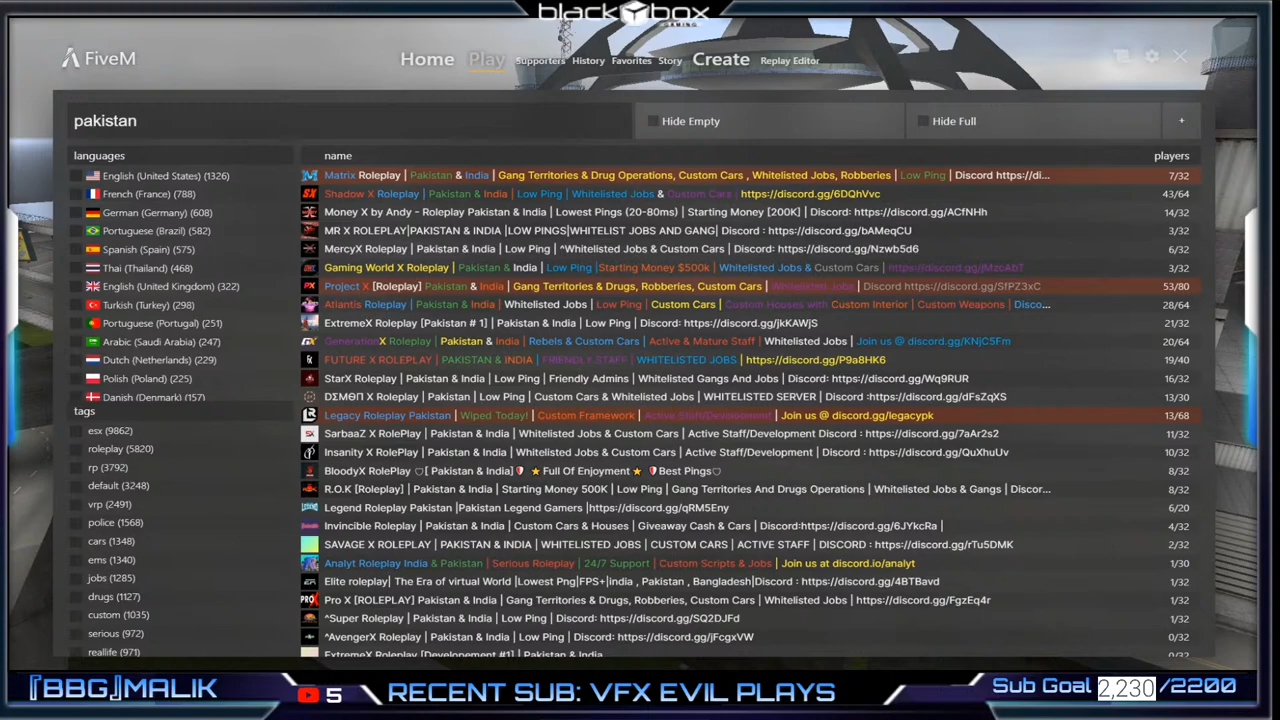 black box
GAMING
FiveM
Home Play Supporters History Favorites Story Create Replay Editor
pakistan
Hide Empty
Hide Full
+
languages
English (United States) (1326)
French (France) (788)
German (Germany) (608)
Portuguese (Brazil) (582)
Spanish (Spain) (575)
Thai (Thailand) (468)
English (United Kingdom) (322)
Turkish (Turkey) (298)
Portuguese (Portugal) (251)
Arabic (Saudi Arabia) (247)
Dutch (Netherlands) (229)
Polish (Poland) (225)
Danish (Denmark) (157)
tags
esx (9862)
roleplay (5820)
rp (3792)
default (3248)
vrp (2491)
police (1568)
cars (1348)
ems (1340)
jobs (1285)
drugs (1127)
custom (1035)
serious (972)
reallife (971)
name players
Matrix Roleplay | Pakistan & India | Gang Territories & Drug Operations, Custom Cars , Whitelisted Jobs, Robberies | Low Ping | Discord https://di... 7/32
Shadow X Roleplay | Pakistan & India | Low Ping | Whitelisted Jobs & Custom Cars | https://discord.gg/6DQhVvc 43/64
Money X by Andy - Roleplay Pakistan & India | Lowest Pings (20-80ms) | Starting Money [200K] | Discord: https://discord.gg/ACfNHh 14/32
MR X ROLEPLAY|PAKISTAN & INDIA |LOW PINGS|WHITELIST JOBS AND GANG| Discord : https://discord.gg/bAMeqCU 3/32
MercyX Roleplay | Pakistan & India | Low Ping | ^Whitelisted Jobs & Custom Cars | Discord: https://discord.gg/Nzwb5d6 6/32
Gaming World X Roleplay | Pakistan & India | Low Ping |Starting Money $500k | Whitelisted Jobs & Custom Cars | https://discord.gg/jMzcAbT 3/32
Project X [Roleplay] | Pakistan & India | Gang Territories & Drugs, Robberies, Custom Cars | Whitelisted Jobs | Discord https://discord.gg/SfPZ3xC 53/80
Atlantis Roleplay | Pakistan & India | Whitelisted Jobs | Low Ping | Custom Cars | Custom Houses with Custom Interior | Custom Weapons | Disco... 28/64
ExtremeX Roleplay [Pakistan # 1] | Pakistan & India | Low Ping | Discord: https://discord.gg/jkKAWjS 21/32
GenerationX Roleplay | Pakistan & India | Rebels & Custom Cars | Active & Mature Staff | Whitelisted Jobs | Join us @ discord.gg/KNjC5Fm 20/64
FUTURE X ROLEPLAY | PAKISTAN & INDIA | FRIENDLY STAFF | WHITELISTED JOBS | https://discord.gg/P9a8HK6 19/40
StarX Roleplay | Pakistan & India | Low Ping | Friendly Admins | Whitelisted Gangs And Jobs | Discord: https://discord.gg/Wq9RUR 16/32
DΣMΘΠ X Roleplay | Pakistan & India | Low Ping | Custom Cars & Whitelisted Jobs | WHITELISTED SERVER | Discord: https://discord.gg/dFsZqXS 13/30
Legacy Roleplay Pakistan | Wiped Today! | Custom Framework | Active Staff/Development | Join us @ discord.gg/legacypk 13/68
SarbaaZ X RolePlay | Pakistan & India | Whitelisted Jobs & Custom Cars | Active Staff/Development Discord : https://discord.gg/7aAr2s2 11/32
Insanity X RolePlay | Pakistan & India | Whitelisted Jobs & Custom Cars | Active Staff/Development | Discord : https://discord.gg/QuXhuUv 10/32
BloodyX RolePlay [ Pakistan & India] Full Of Enjoyment Best Pings 8/32
R.O.K [Roleplay] | Pakistan & India | Starting Money 500K | Low Ping | Gang Territories And Drugs Operations | Whitelisted Jobs & Gangs | Discor... 8/32
Legend Roleplay Pakistan |Pakistan Legend Gamers |https://discord.gg/qRM5Eny 6/20
Invincible Roleplay | Pakistan & India | Custom Cars & Houses | Giveaway Cash & Cars | Discord:https://discord.gg/6JYkcRa | 4/32
SAVAGE X ROLEPLAY | PAKISTAN & INDIA | WHITELISTED JOBS | CUSTOM CARS | ACTIVE STAFF | DISCORD : https://discord.gg/rTu5DMK 2/32
Analyt Roleplay India & Pakistan | Serious Roleplay | 24/7 Support | Custom Scripts & Jobs | Join us at discord.io/analyt 1/30
Elite roleplay| The Era of virtual World |Lowest Png|FPS+|india , Pakistan , Bangladesh|Discord : https://discord.gg/4BTBavd 1/32
Pro X [ROLEPLAY] Pakistan & India | Gang Territories & Drugs, Robberies, Custom Cars | Whitelisted Jobs | discord.gg/FgzEq4r 1/32
^Super Roleplay | Pakistan & India | Low Ping | Discord: https://discord.gg/SQ2DJFd 1/32
^AvengerX Roleplay | Pakistan & India | Low Ping | Discord: https://discord.gg/jFcgxVW 0/32
ExtremeX Roleplay [Developement #1] | Pakistan & India 0/32
『BBG』MALIK
5
RECENT SUB: VFX EVIL PLAYS
Sub Goal 2,230/2200